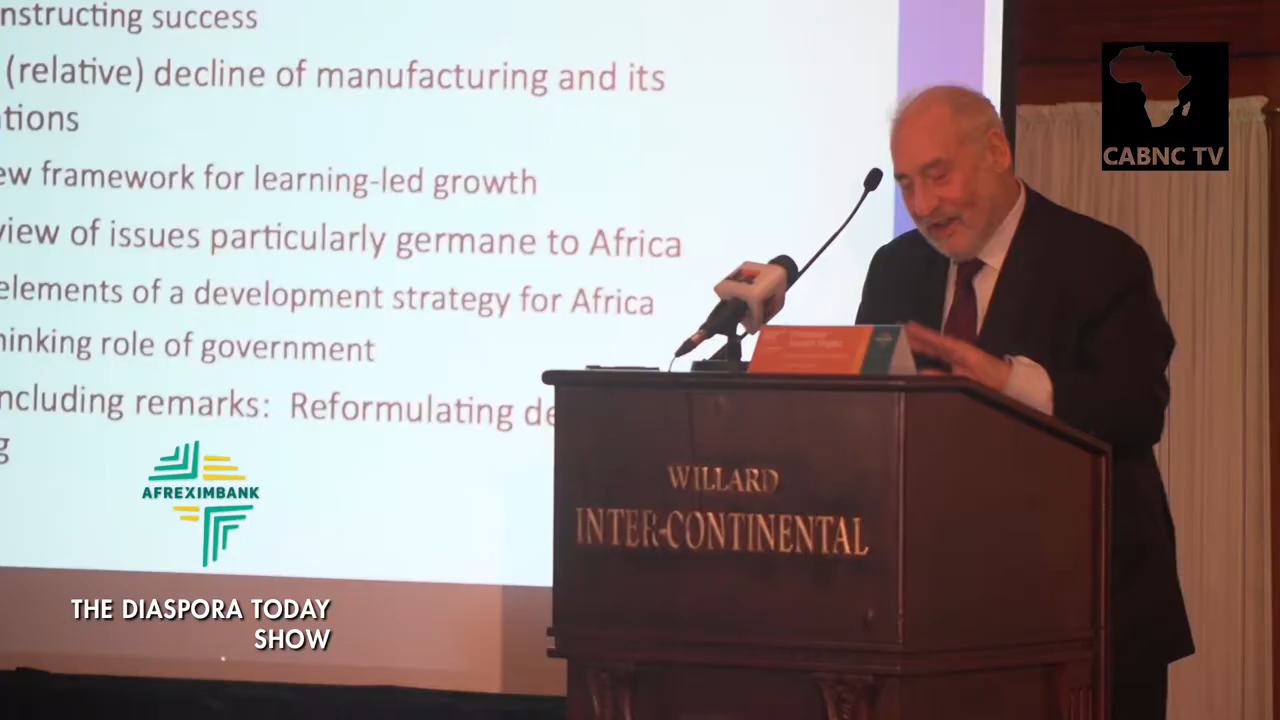 nstructing success
(relative) decline of manufacturing and its
tions
ew framework for learning-led growth
view of issues particularly germane to Africa
elements of a development strategy for Africa
hinking role of government
ncluding remarks: Reformulating de
g
CABNC TV
WILLARD
INTER-CONTINENTAL
AFREXIMBANK
THE DIASPORA TODAY
SHOW